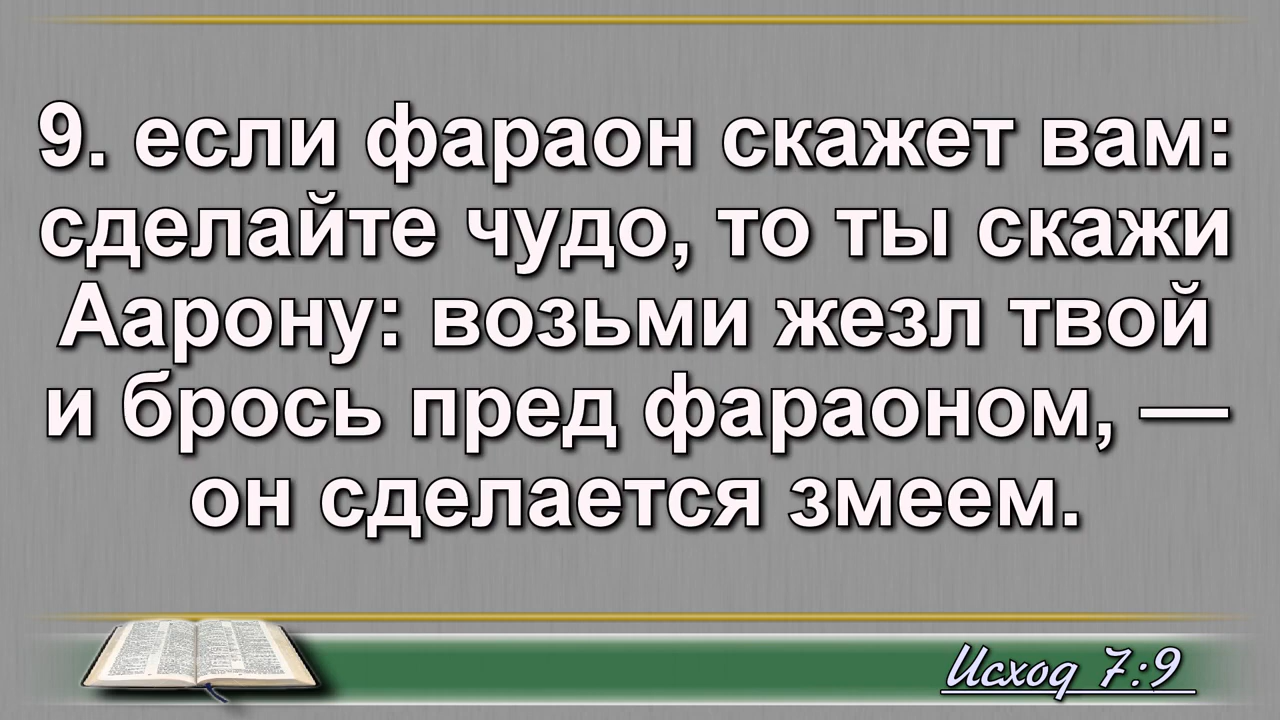 9. если фараон скажет вам:
сделайте чудо, то ты скажи
Аарону: возьми жезл твой
и брось пред фараоном, —
он сделается змеем.
Исход 7:9